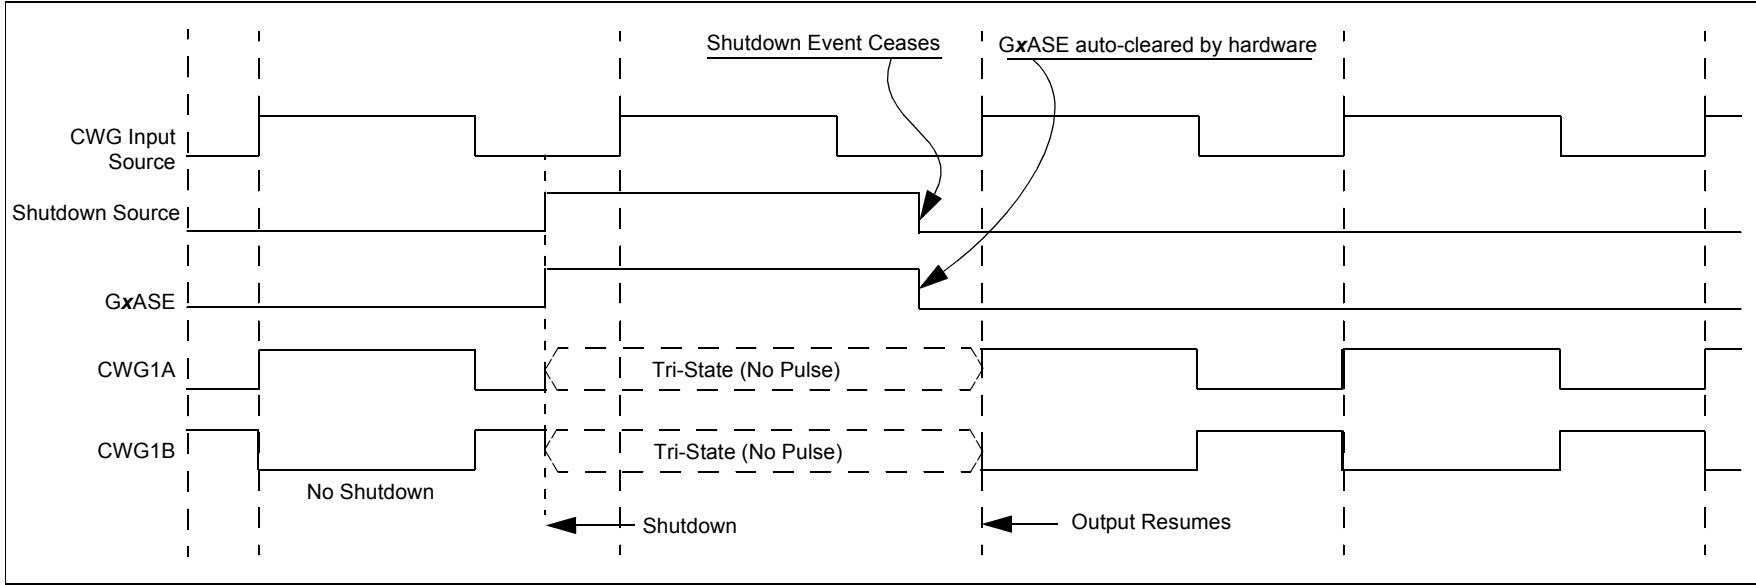 Shutdown Event Ceases
GxASE auto-cleared by hardware
CWG Input
Source
Shutdown Source
GxASE
CWG1A
Tri-State (No Pulse)
CWG1B
Tri-State (No Pulse)
No Shutdown
Shutdown
Output Resumes